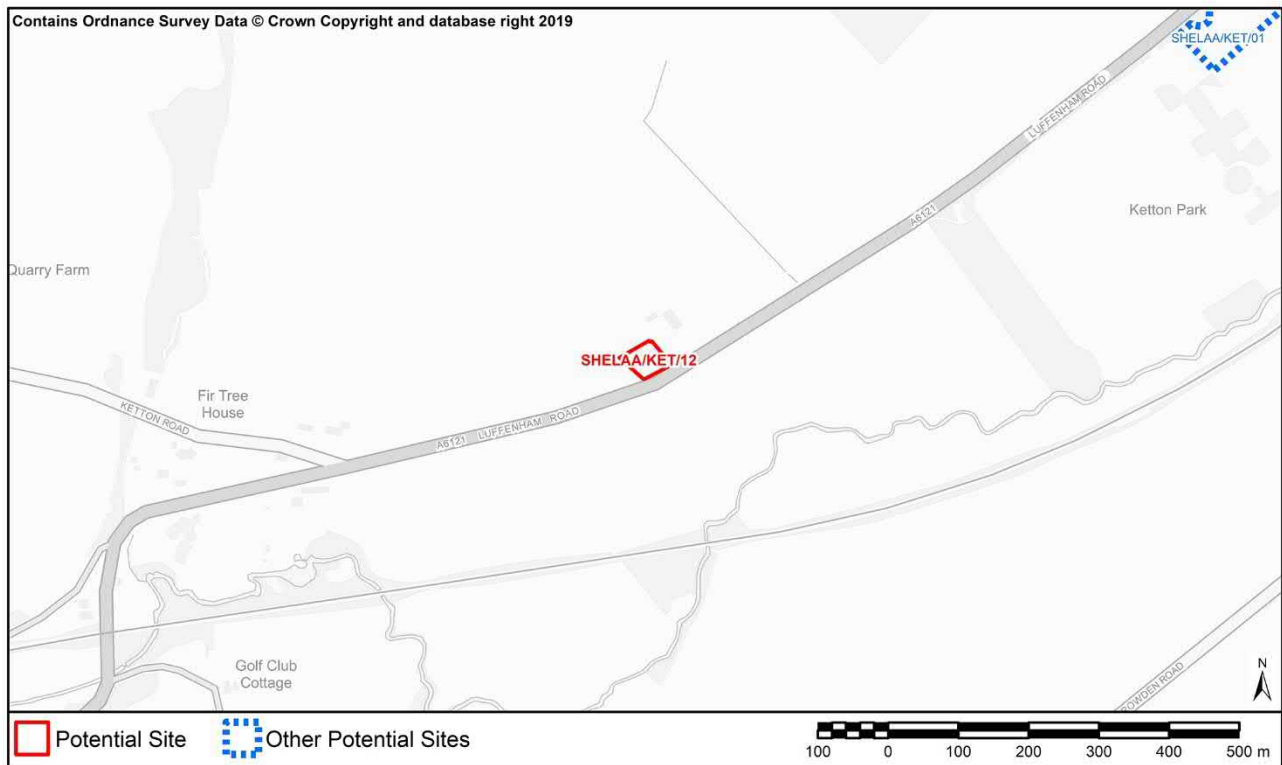 Contains Ordnance Survey Data © Crown Copyright and database right 2019
SHELAA/KET/01
LUFFENHAM ROAD
Ketton Park
A6121
Quarry Farm
SHELAA/KET/12
Fir Tree
House
KETTON ROAD
A6121 LUFFENHAM ROAD
Golf Club
Cottage
ROWDEN ROAD
N
Potential Site
Other Potential Sites
100 0 100 200 300 400 500 m